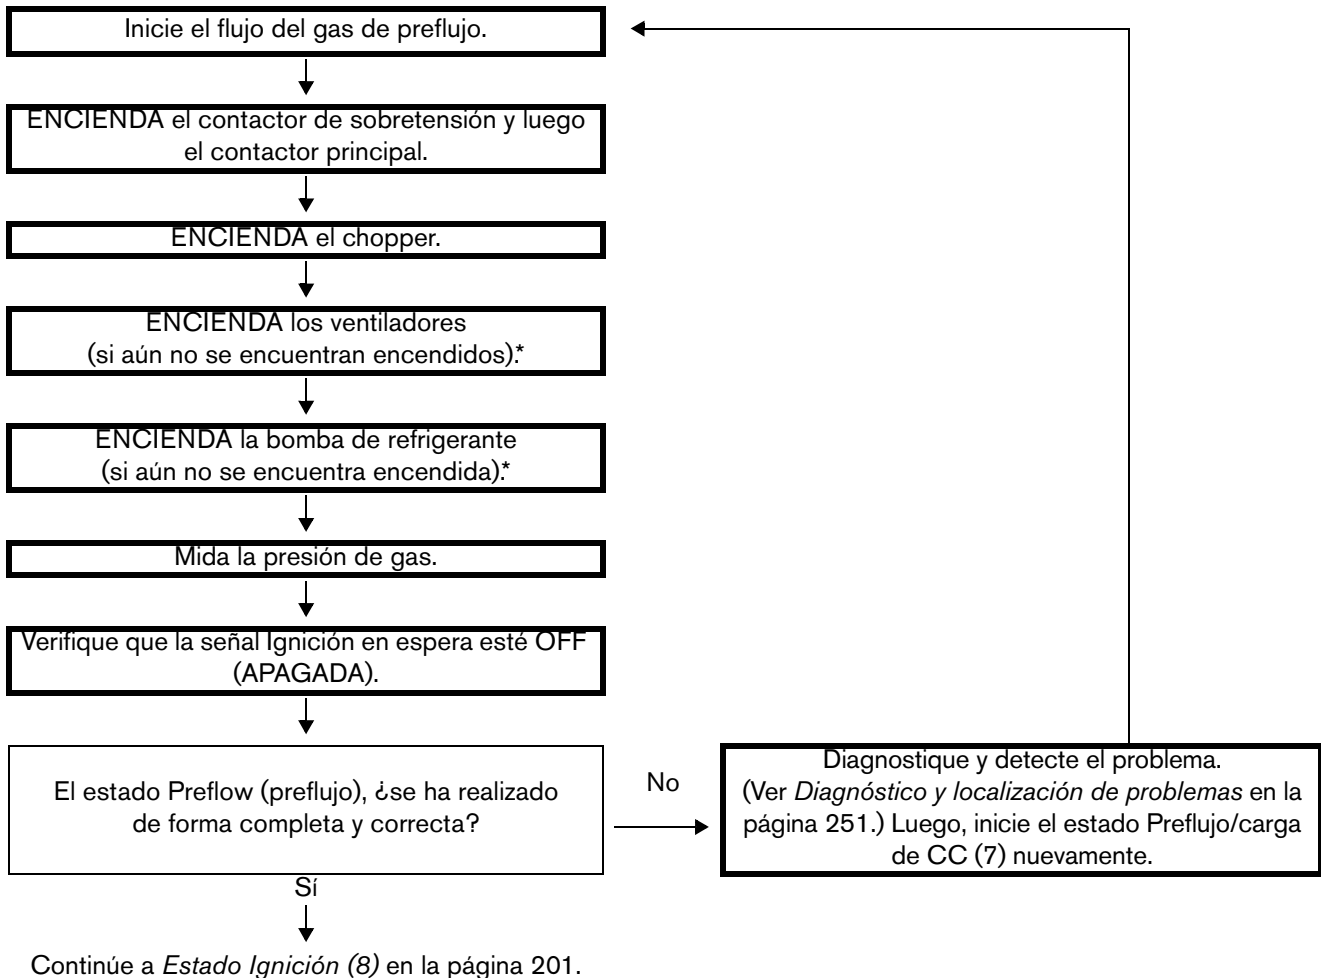 Inicie el flujo del gas de preflujo.
ENCIENDA el contactor de sobretensión y luego
el contactor principal.
ENCIENDA el chopper.
ENCIENDA los ventiladores
(si aún no se encuentran encendidos).*
ENCIENDA la bomba de refrigerante
(si aún no se encuentra encendida).*
Mida la presión de gas.
Verifique que la señal Ignición en espera esté OFF
(APAGADA).
El estado Preflow (preflujo), ¿se ha realizado
de forma completa y correcta?
No
Diagnostique y detecte el problema.
(Ver Diagnóstico y localización de problemas en la
página 251.) Luego, inicie el estado Preflujo/carga
de CC (7) nuevamente.
Sí
Continúe a Estado Ignición (8) en la página 201.